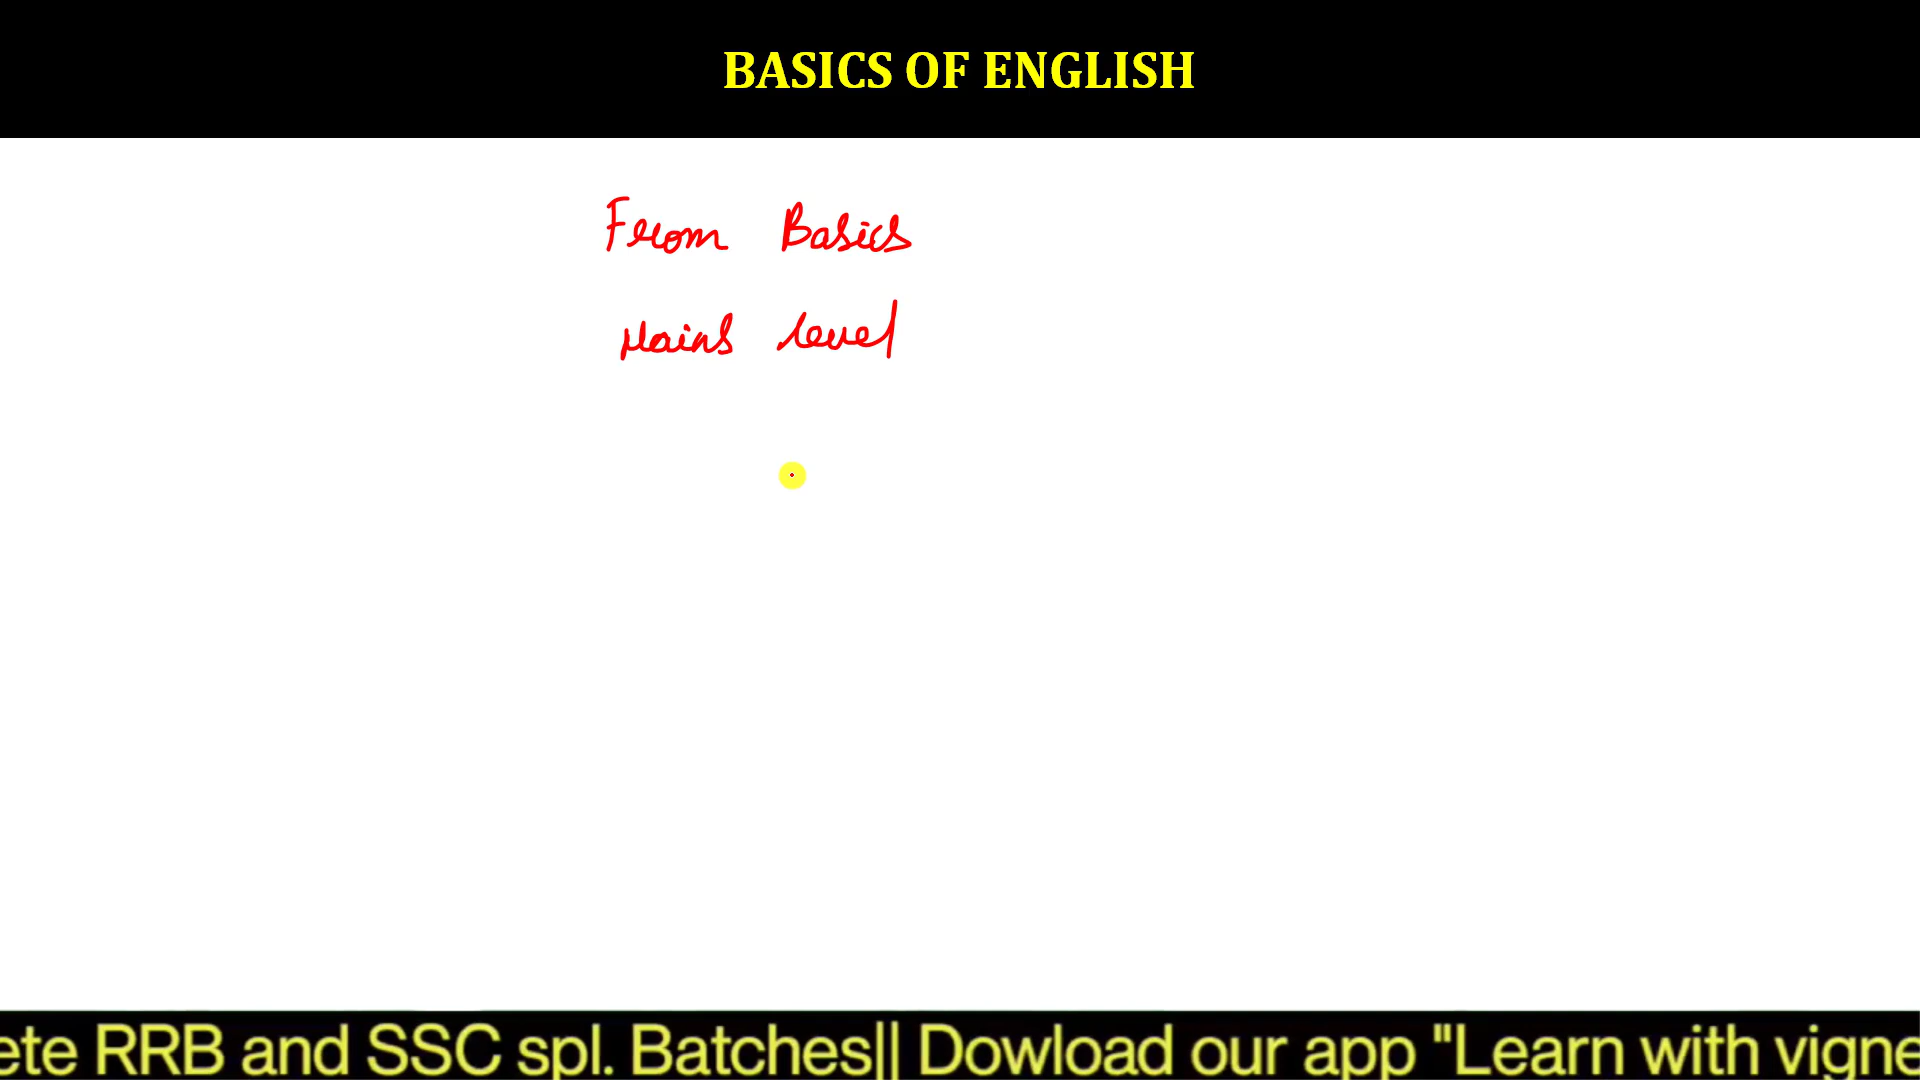 BASICS OF ENGLISH
From Basics
Mains level
ete RRB and SSC spl. Batches|| Dowload our app "Learn with vigne